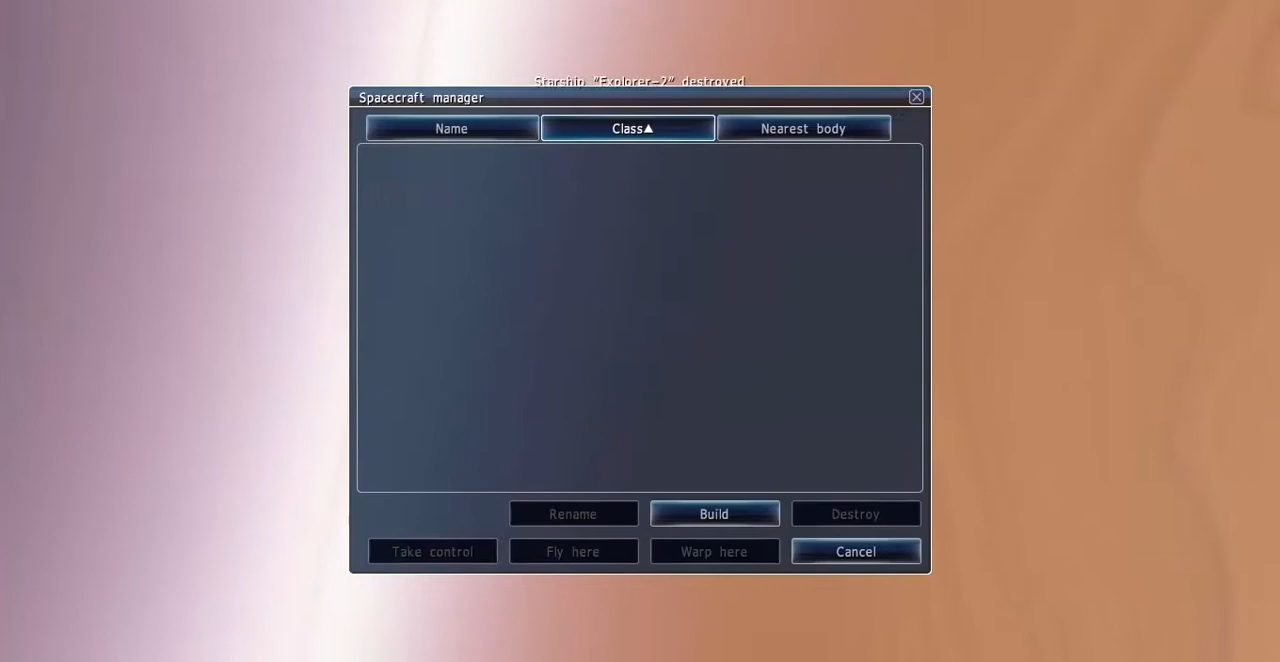 Starship "Explorer-2" destroyed
Spacecraft manager
Name Class▲ Nearest body
Rename Build Destroy
Take control Fly here Warp here Cancel